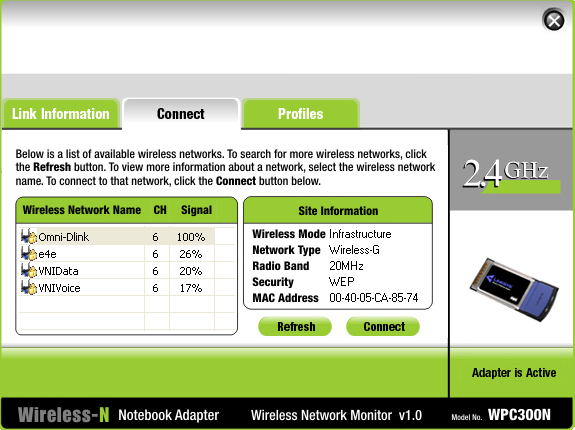 Link Information
Connect
Profiles
Below is a list of available wireless networks. To search for more wireless networks, click
the Refresh button. To view more information about a network, select the wireless network
name. To connect to that network, click the Connect button below.
2.4GHz
Wireless Network Name CH Signal
Omni-Dlink 6 100%
e4e 6 26%
VNIData 6 20%
VNIVoice 6 17%
Site Information
Wireless Mode Infrastructure
Network Type Wireless-G
Radio Band 20MHz
Security WEP
MAC Address 00-40-05-CA-85-74
Refresh
Connect
Adapter is Active
Wireless-N Notebook Adapter Wireless Network Monitor v1.0 Model No. WPC300N